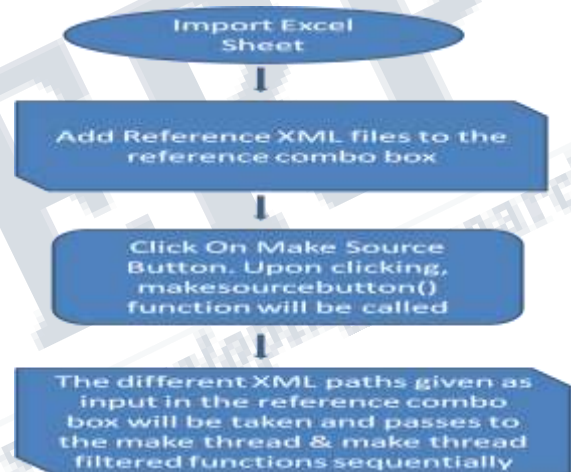 Import Excel
Sheet
Add Reference XML files to the
reference combo box
Click On Make Source
Button. Upon clicking,
makesourcebutton()
function will be called
The different XML paths given as
input in the reference combo
box will be taken and passes to
the make thread & make thread
filtered functions sequentially